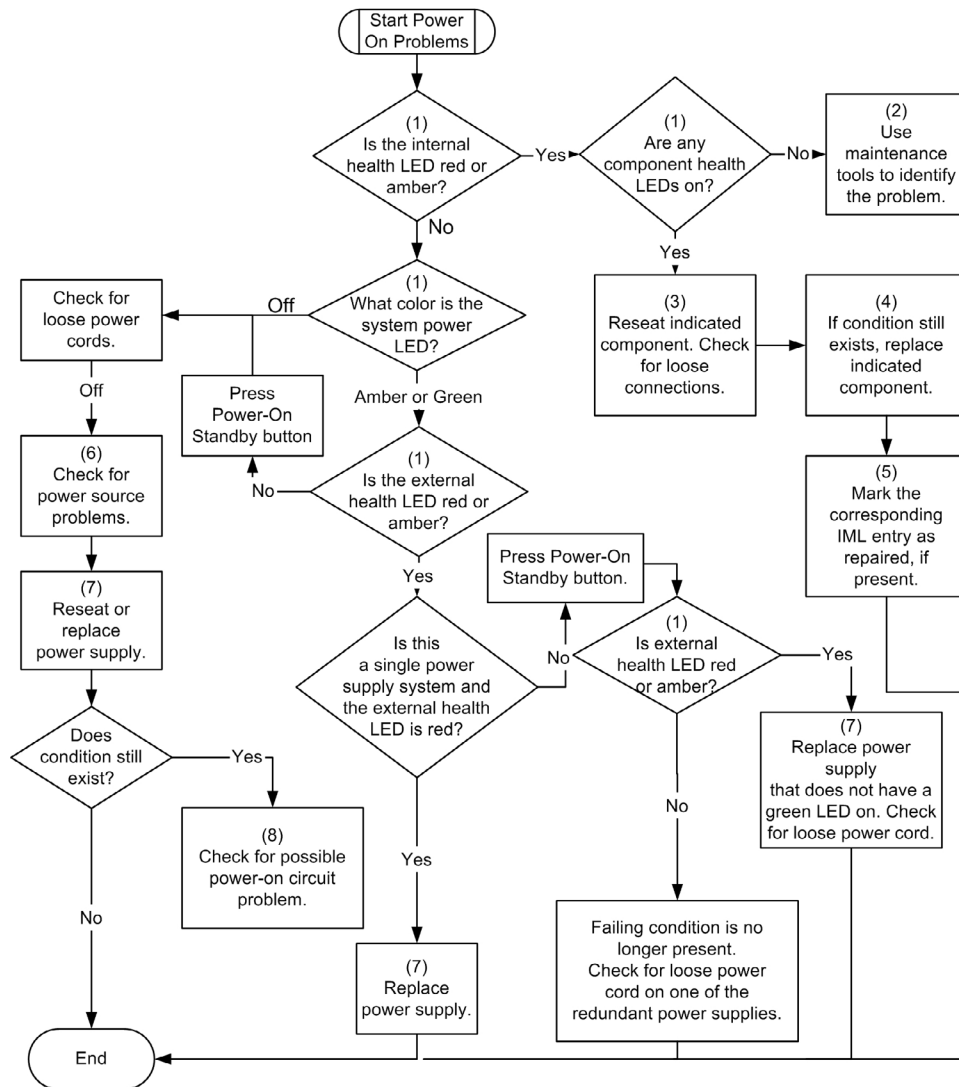 Start Power
On Problems
(1)
Is the internal
health LED red or
amber?
Yes
(1)
Are any
component health
LEDs on?
No
(2)
Use
maintenance
tools to identify
the problem.
No
Yes
(1)
What color is the
system power
LED?
Off
Check for
loose power
cords.
(3)
Reseat indicated
component. Check
for loose
connections.
(4)
If condition still
exists, replace
indicated
component.
Off
Press
Power-On
Standby button
Amber or Green
(6)
Check for
power source
problems.
No
(1)
Is the external
health LED red or
amber?
(5)
Mark the
corresponding
IML entry as
repaired, if
present.
Press Power-On
Standby button.
Yes
(7)
Reseat or
replace
power supply.
Is this
a single power
supply system and
the external health
LED is red?
No
(1)
Is external
health LED red
or amber?
Yes
Does
condition still
exist?
Yes
(7)
Replace power
supply
that does not have a
green LED on. Check
for loose power cord.
No
(8)
Check for possible
power-on circuit
problem.
Yes
No
Failing condition is no
longer present.
Check for loose power
cord on one of the
redundant power supplies.
(7)
Replace
power supply.
End